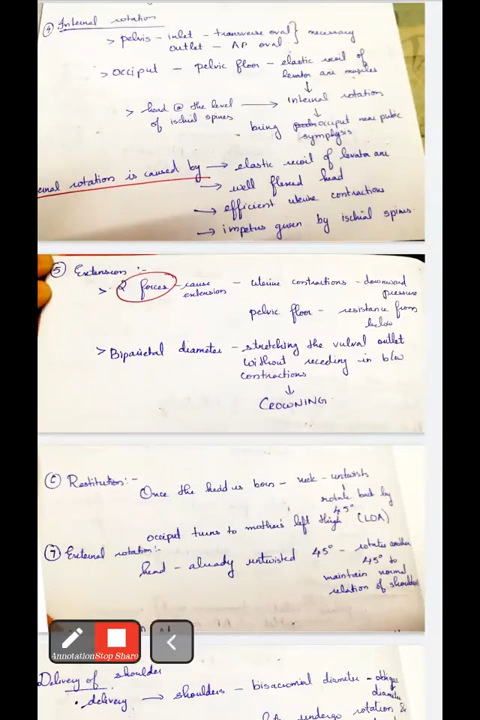 ④ Internal rotation
> pelvis - inlet - transverse oval } necessary
outlet - AP oval
> occiput - pelvic floor - elastic recoil of
levator ani muscles
↓
> head @ the level → Internal rotation
of ischial spines ↓
bring occiput near pubic
symphysis
rotation is caused by → elastic recoil of levator ani
→ well flexed head
→ efficient uterine contractions
→ impetus given by ischial spines
⑤ Extension :-
> 2 forces - cause extension - uterine contractions - downward
pressure
pelvic floor - resistance from
below
> Biparietal diameter - stretching the vulval outlet
without receding in b/w
contractions
↓
CROWNING
⑥ Restitution:-
Once the head is born - neck - untwists
rotate back by
45°
occiput turns to mother's left thigh (LOA)
⑦ External rotation:-
head - already untwisted 45° - rotates another
45° to
maintain normal
relation of
Annotation Stop Share
Delivery of shoulder
• delivery → shoulders - bisacromial diameter - oblique
diameter
undergo rotation &